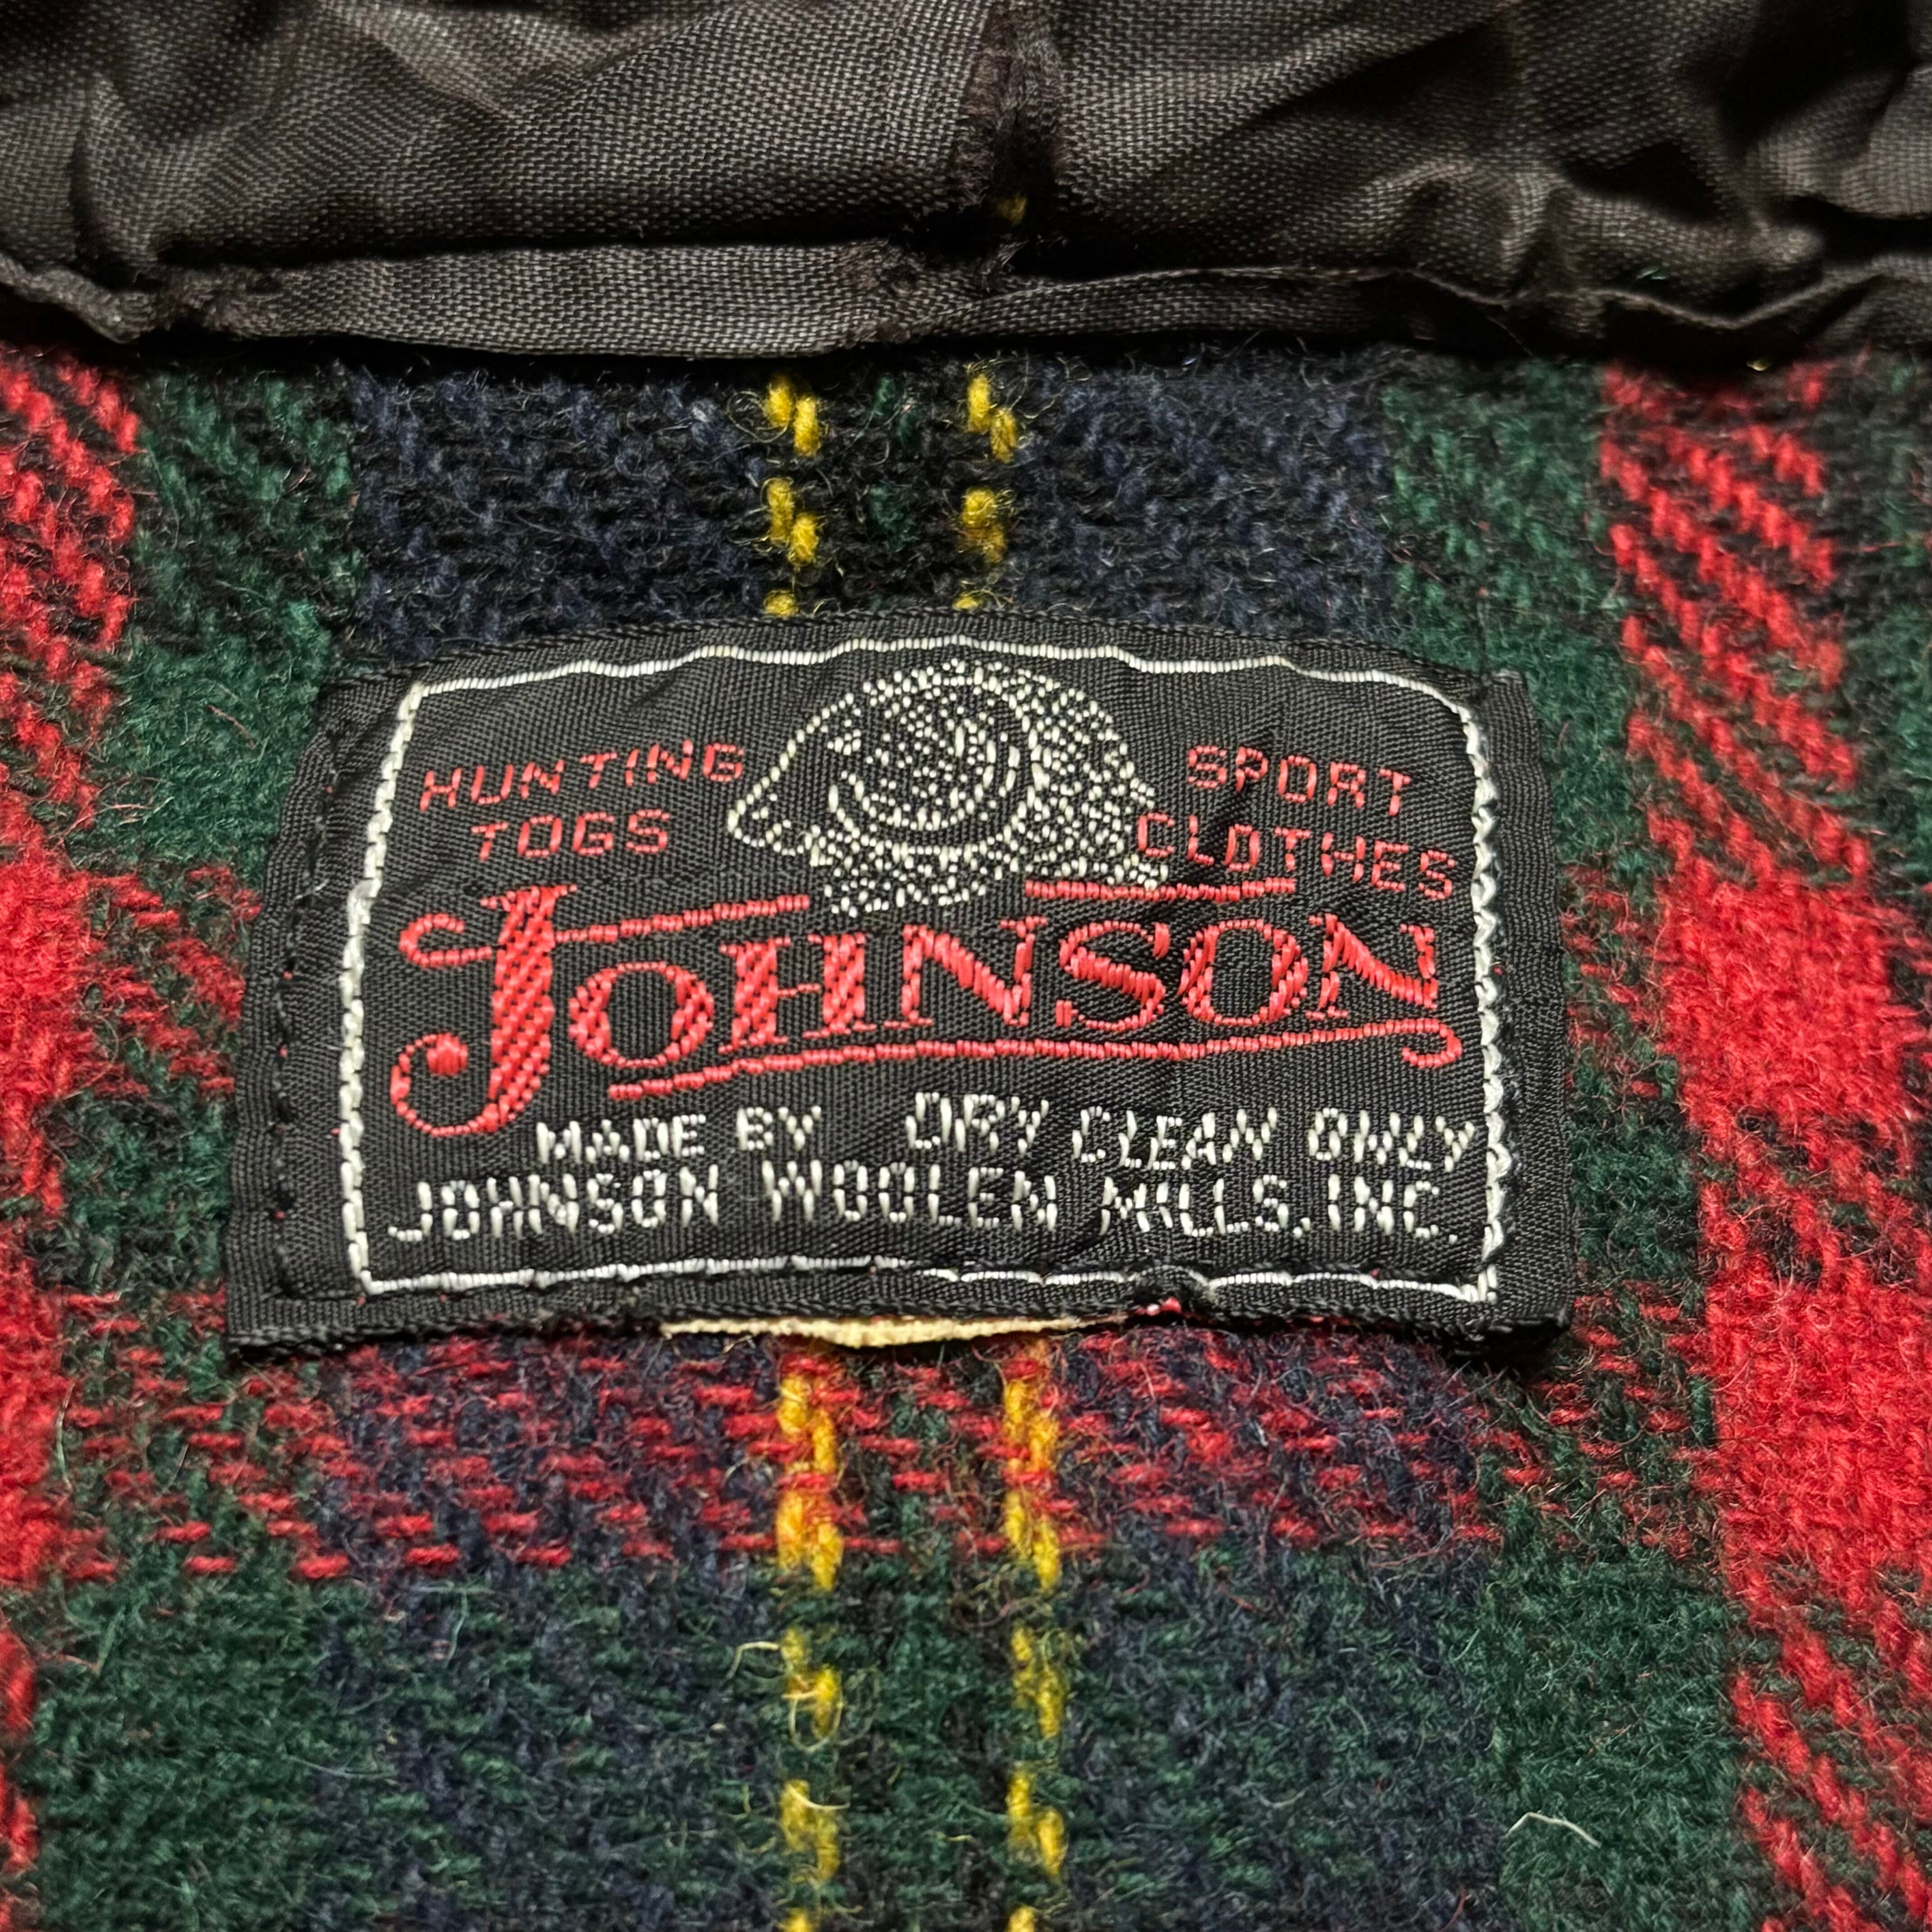 HUNTING TOGS
SPORT CLOTHES
JOHNSON
MADE BY DRY CLEAN ONLY
JOHNSON WOOLEN MILLS, INC.